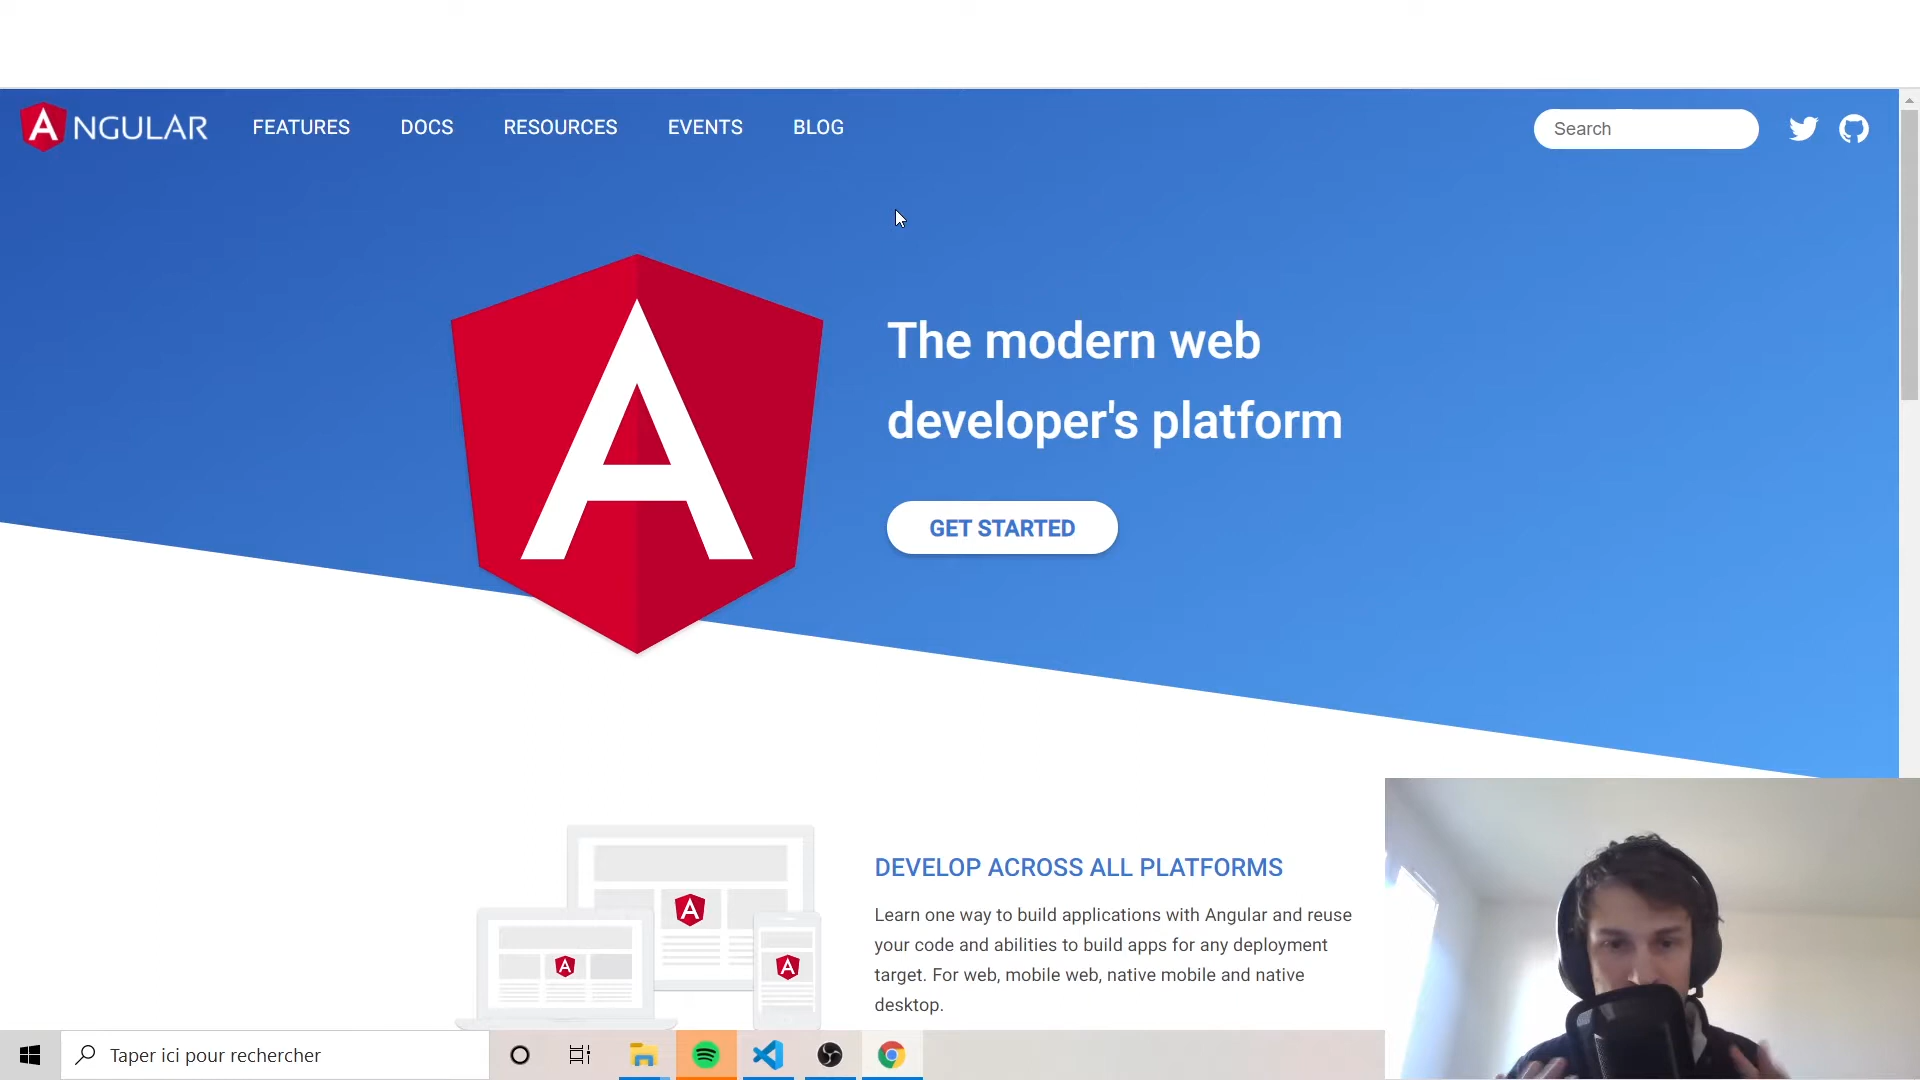 ANGULAR
FEATURES
DOCS
RESOURCES
EVENTS
BLOG
Search
The modern web
developer's platform
GET STARTED
DEVELOP ACROSS ALL PLATFORMS
Learn one way to build applications with Angular and reuse
your code and abilities to build apps for any deployment
target. For web, mobile web, native mobile and native
desktop.
Taper ici pour rechercher